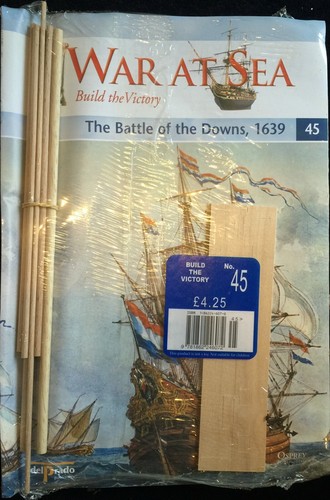 WAR AT SEA
Build the Victory
The Battle of the Downs, 1639 45
BUILD
THE
VICTORY
No.
45
£4.25
del Prado
OSPREY